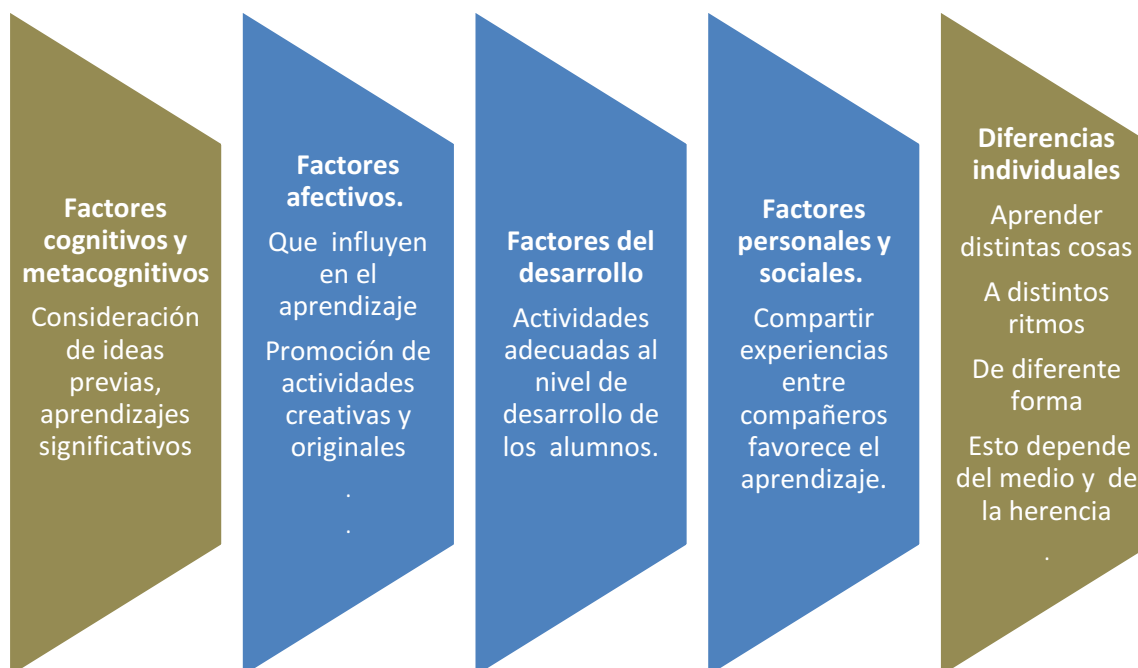 Factores
cognitivos y
metacognitivos
Consideración
de ideas
previas,
aprendizajes
significativos
Factores
afectivos.
Que influyen
en el
aprendizaje
Promoción de
actividades
creativas y
originales
.
.
Factores del
desarrollo
Actividades
adecuadas al
nivel de
desarrollo de
los alumnos.
Factores
personales y
sociales.
Compartir
experiencias
entre
compañeros
favorece el
aprendizaje.
Diferencias
individuales
Aprender
distintas cosas
A distintos
ritmos
De diferente
forma
Esto depende
del medio y de
la herencia
.